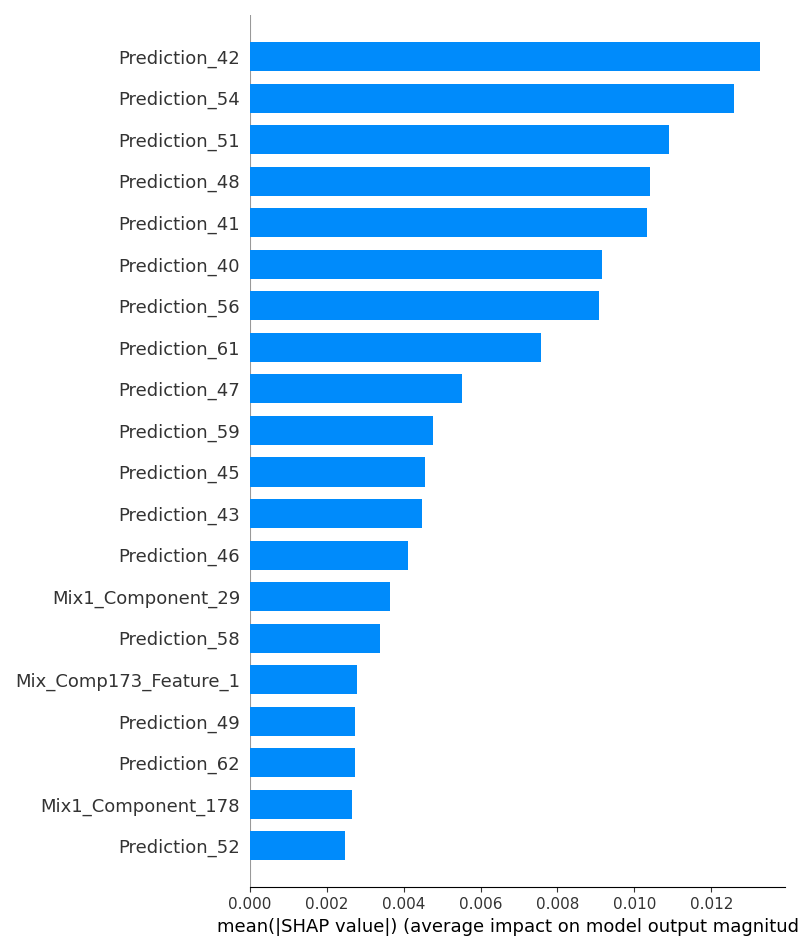 Prediction_42
Prediction_54
Prediction_51
Prediction_48
Prediction_41
Prediction_40
Prediction_56
Prediction_61
Prediction_47
Prediction_59
Prediction_45
Prediction_43
Prediction_46
Mix1_Component_29
Prediction_58
Mix_Comp173_Feature_1
Prediction_49
Prediction_62
Mix1_Component_178
Prediction_52
0.000 0.002 0.004 0.006 0.008 0.010 0.012
mean(|SHAP value|) (average impact on model output magnitud